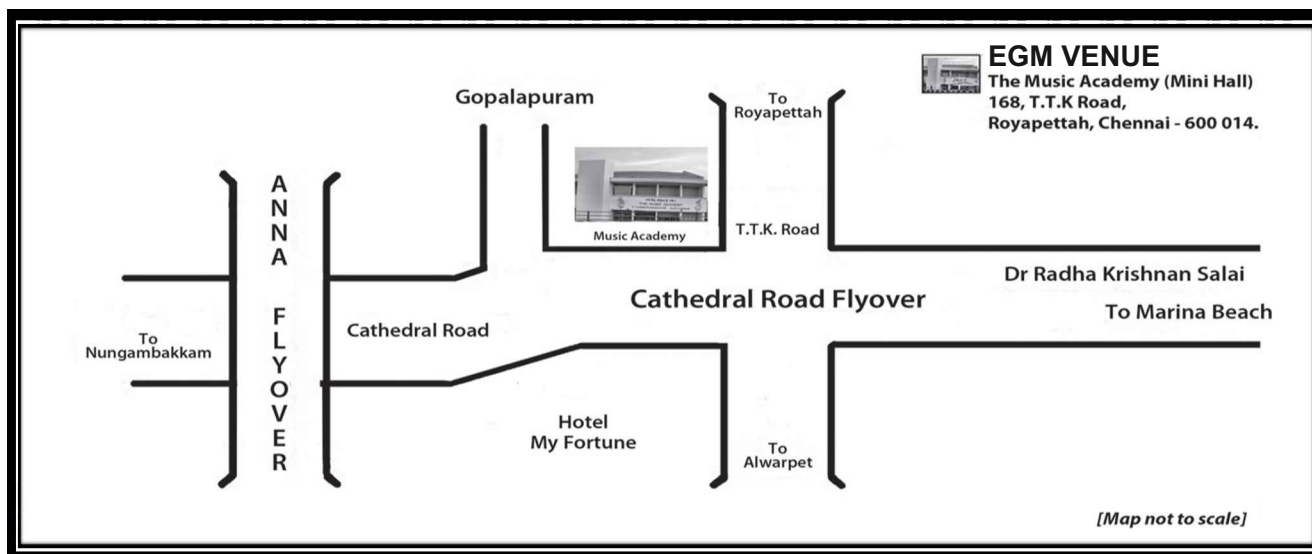 EGM VENUE
The Music Academy (Mini Hall)
168, T.T.K Road,
Royapettah, Chennai - 600 014.
Gopalapuram
To
Royapettah
ANNA FLYOVER
Music Academy
T.T.K. Road
Dr Radha Krishnan Salai
Cathedral Road Flyover
To Marina Beach
Cathedral Road
To
Nungambakkam
Hotel
My Fortune
To
Alwarpet
[Map not to scale]